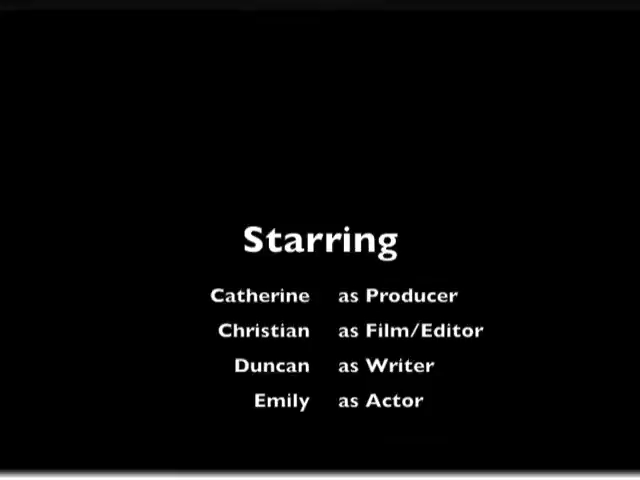 Starring
Catherine as Producer
Christian as Film/Editor
Duncan as Writer
Emily as Actor